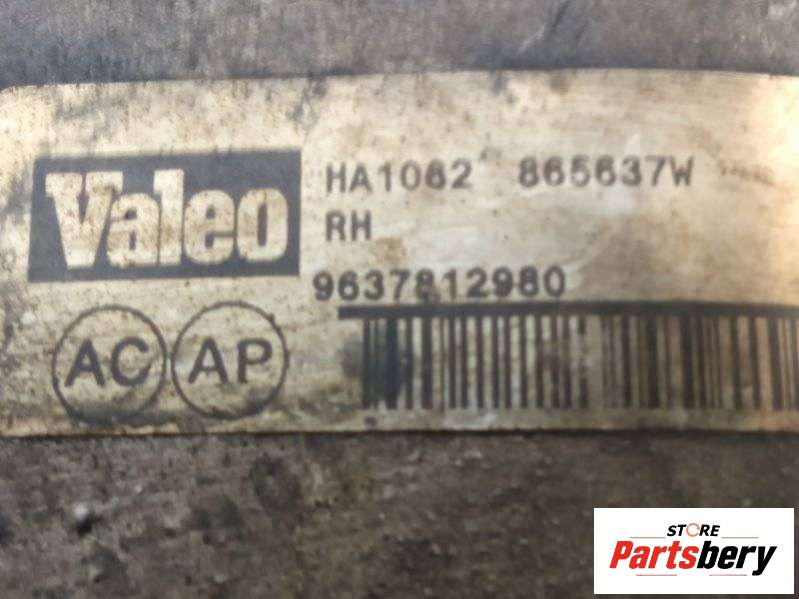 Valeo
HA1062 865637W
RH
9637812980
AC AP
STORE
Partsbery